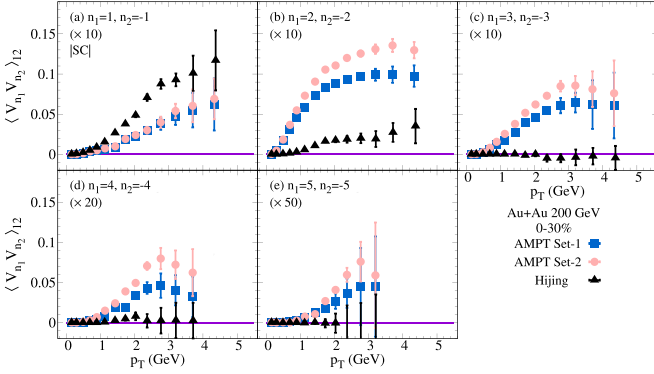 (a) n1=1, n2=-1
(× 10)
|SC|
(b) n1=2, n2=-2
(× 10)
(c) n1=3, n2=-3
(× 10)
0.15
0.1
0.05
0
⟨ Vn1 Vn2 ⟩12
0 1 2 3 4 5
pT (GeV)
(d) n1=4, n2=-4
(× 20)
(e) n1=5, n2=-5
(× 50)
0.15
0.1
0.05
0
⟨ Vn1 Vn2 ⟩12
0 1 2 3 4 5
pT (GeV)
0 1 2 3 4 5
pT (GeV)
Au+Au 200 GeV
0-30%
AMPT Set-1
AMPT Set-2
Hijing